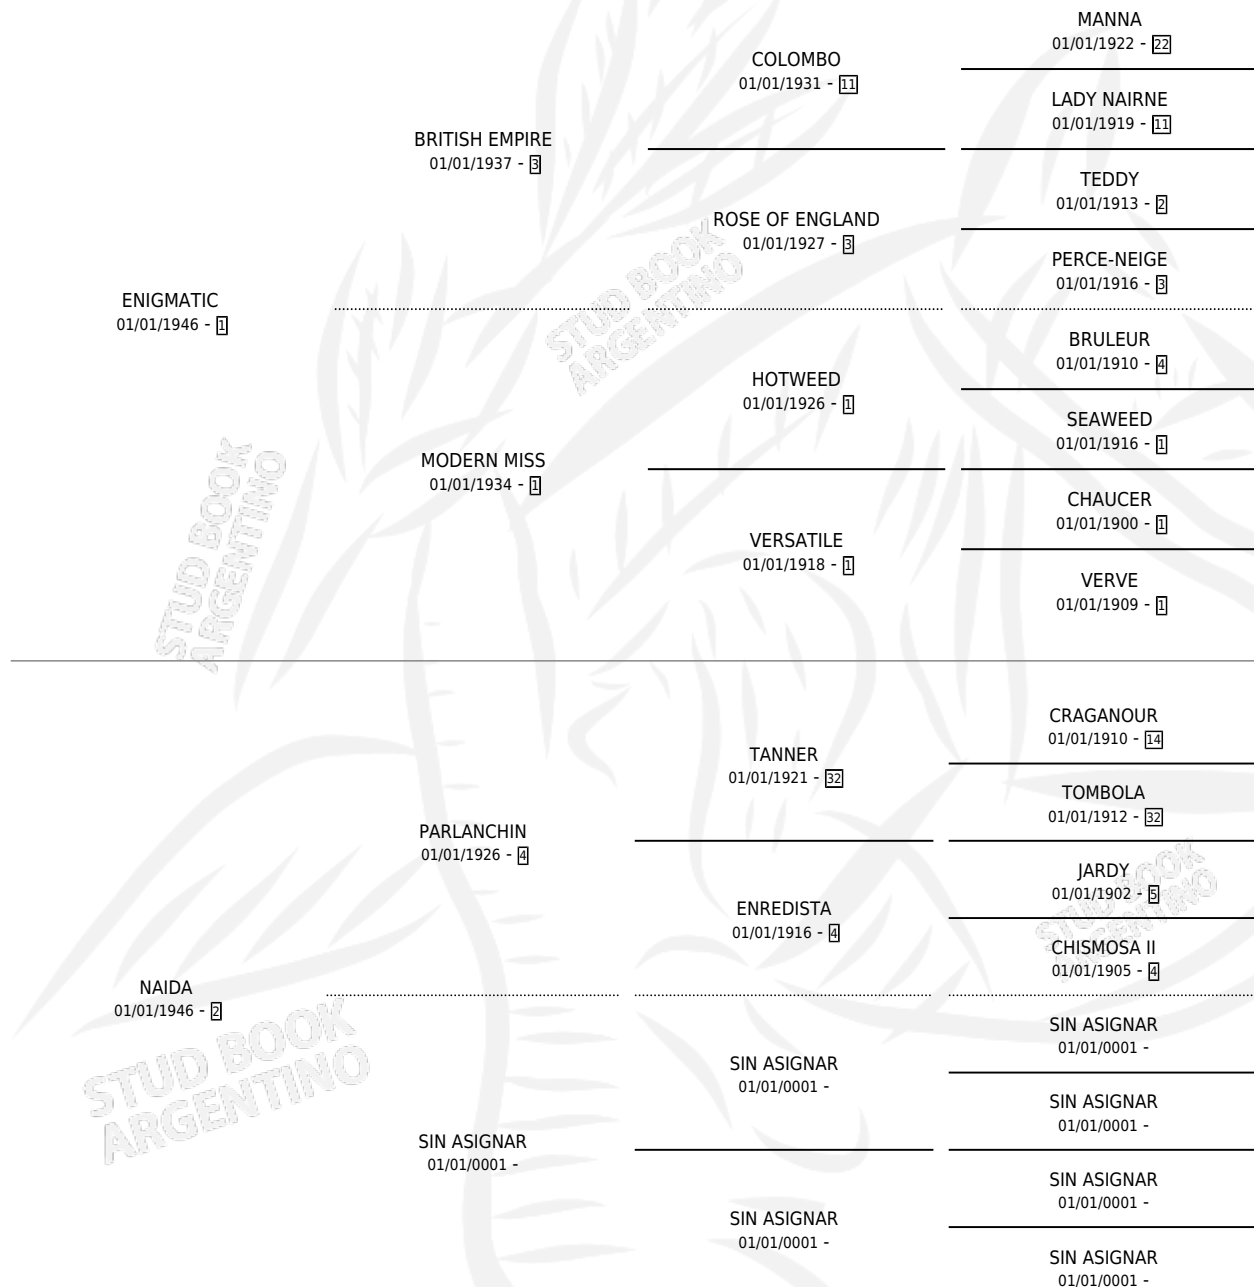 MANNA
01/01/1922 - 22
COLOMBO
01/01/1931 - 11
LADY NAIRNE
01/01/1919 - 11
BRITISH EMPIRE
01/01/1937 - 3
TEDDY
01/01/1913 - 2
ROSE OF ENGLAND
01/01/1927 - 3
PERCE-NEIGE
01/01/1916 - 3
ENIGMATIC
01/01/1946 - 1
BRULEUR
01/01/1910 - 4
HOTWEED
01/01/1926 - 1
SEAWEED
01/01/1916 - 1
MODERN MISS
01/01/1934 - 1
CHAUCER
01/01/1900 - 1
VERSATILE
01/01/1918 - 1
VERVE
01/01/1909 - 1
CRAGANOUR
01/01/1910 - 14
TANNER
01/01/1921 - 32
TOMBOLA
01/01/1912 - 32
PARLANCHIN
01/01/1926 - 4
JARDY
01/01/1902 - 5
ENREDISTA
01/01/1916 - 4
CHISMOSA II
01/01/1905 - 4
NAIDA
01/01/1946 - 2
SIN ASIGNAR
01/01/0001 -
SIN ASIGNAR
01/01/0001 -
SIN ASIGNAR
01/01/0001 -
SIN ASIGNAR
01/01/0001 -
SIN ASIGNAR
01/01/0001 -
SIN ASIGNAR
01/01/0001 -
SIN ASIGNAR
01/01/0001 -
STUD BOOK
ARGENTINO
STUD BOOK
ARGENTINO
STUD BOOK
ARGENTINO
STUD BOOK
ARGENTINO